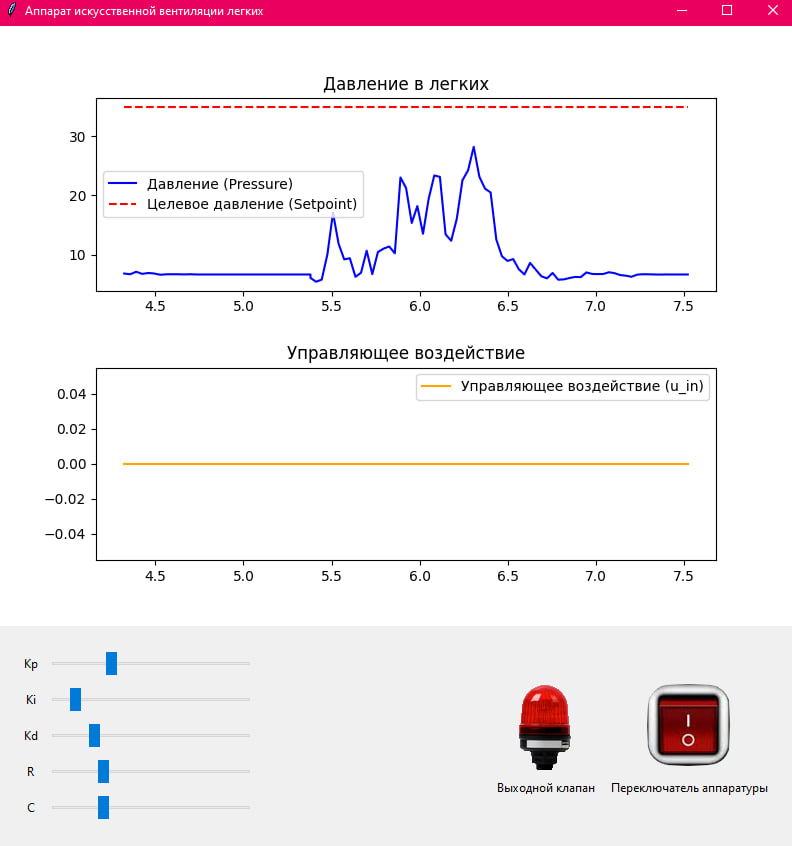 Аппарат искусственной вентиляции легких
Давление в легких
30
20
10
Давление (Pressure)
Целевое давление (Setpoint)
4.5 5.0 5.5 6.0 6.5 7.0 7.5
Управляющее воздействие
Управляющее воздействие (u_in)
0.04
0.02
0.00
−0.02
−0.04
4.5 5.0 5.5 6.0 6.5 7.0 7.5
Kp
Ki
Kd
R
C
Выходной клапан
Переключатель аппаратуры